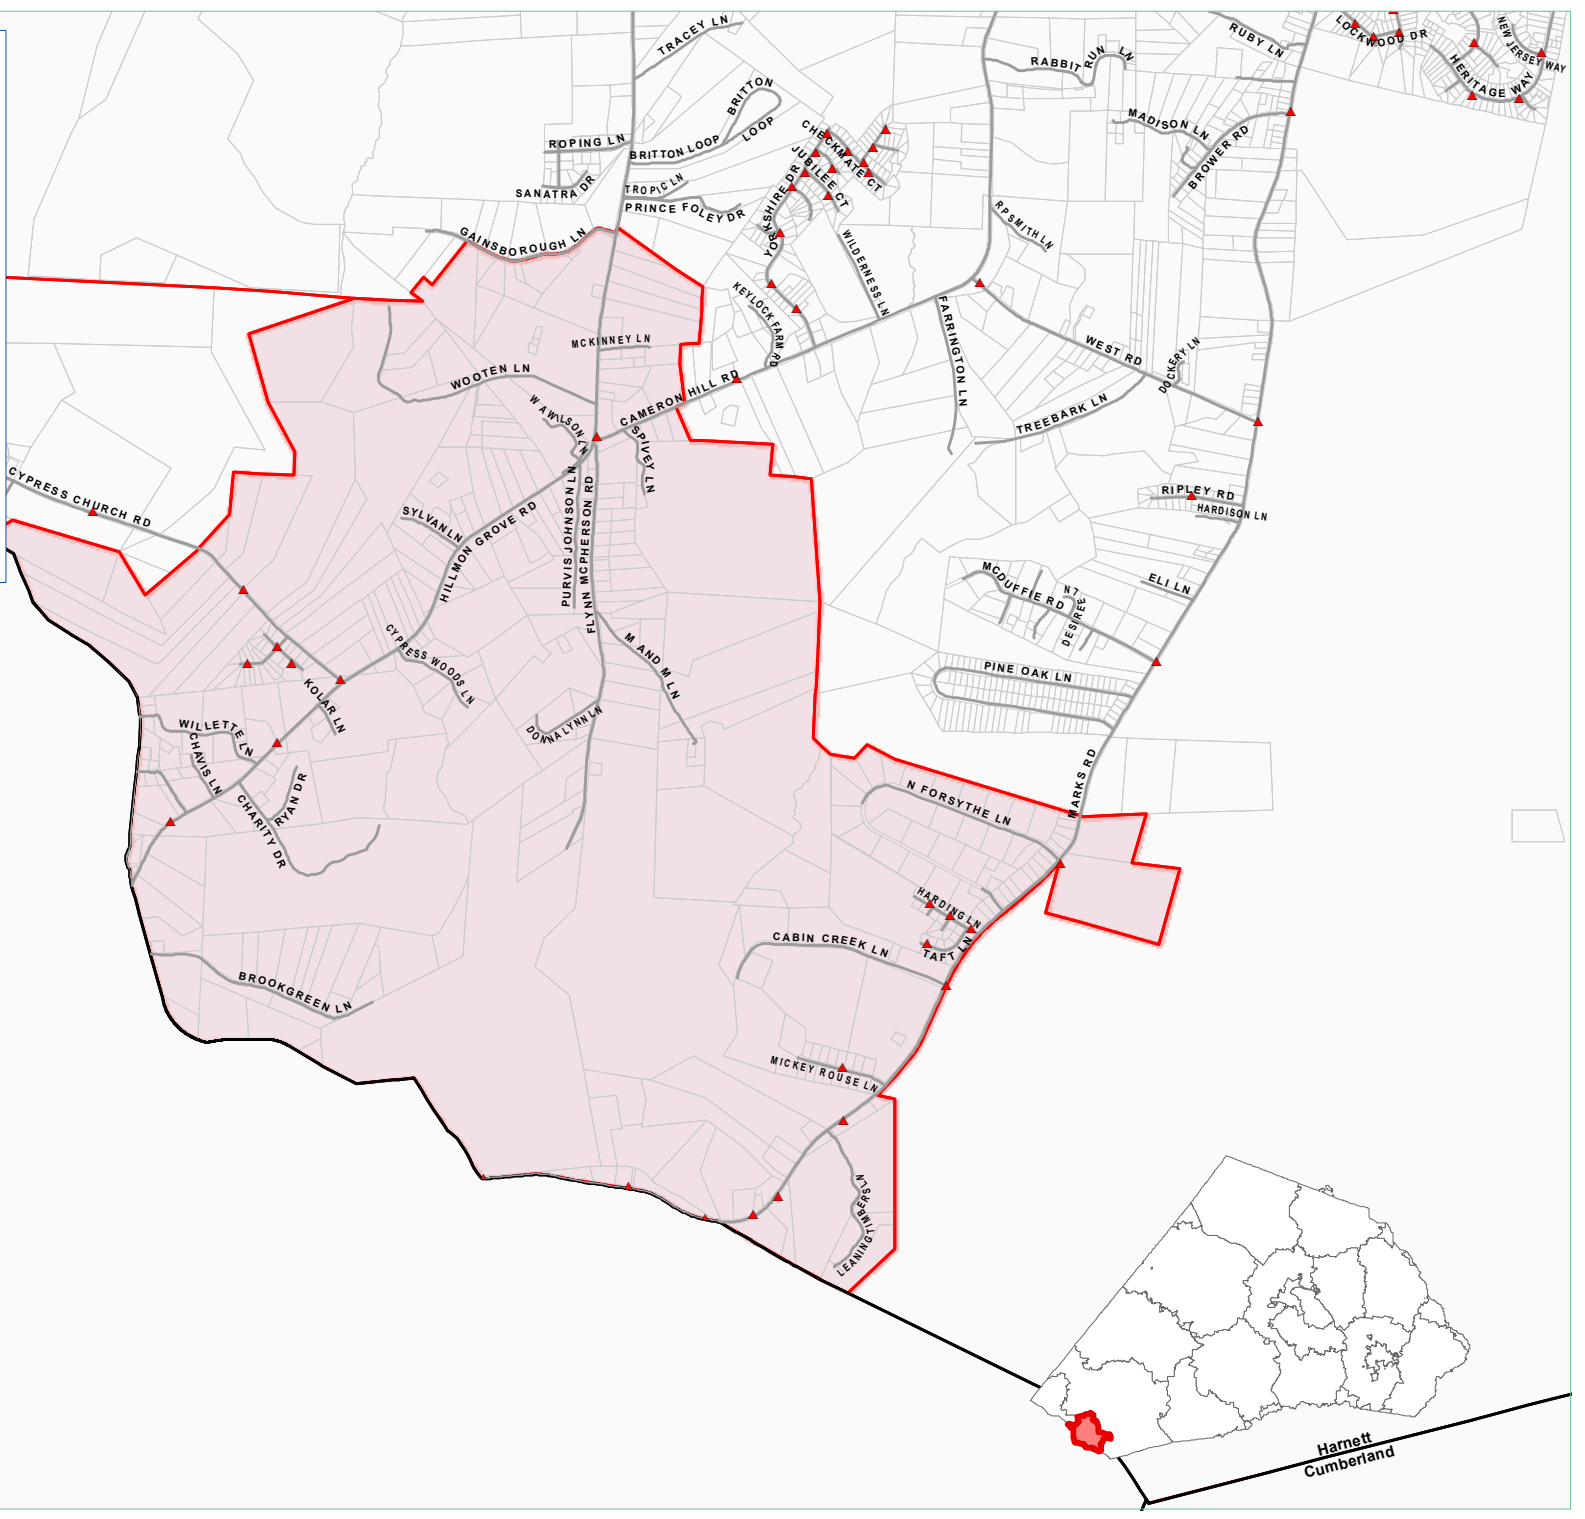 TRACEY LN
RUBY LN
LOCKWOOD DR
NEW JERSEY WAY
HERITAGE WAY
RABBIT RUN LN
BRITTON LOOP
BRITTON LOOP
ROPING LN
SANATRA DR
TROPIC LN
PRINCE FOLEY DR
CHECKMATE CT
JUBILEE CT
YORKSHIRE DR
MADISON LN
BROWER RD
RPSMITH LN
WILDERNESS LN
GAINSBOROUGH LN
KEYLOCK FARM RD
FARRINGTON LN
WEST RD
DOCKERY LN
TREEBARK LN
MCKINNEY LN
WOOTEN LN
W A WILSON LN
CAMERON HILL RD
SPIVEY LN
CYPRESS CHURCH RD
SYLVAN LN
HILLMON GROVE RD
PURVIS JOHNSON LN
FLYNN MCPHERSON RD
RIPLEY RD
HARDISON LN
MCDUFFIE RD
N 7
DESIREE
ELI LN
PINE OAK LN
CYPRESS WOODS LN
M AND M LN
KOLAR LN
DONNA LYNN LN
WILLETTE LN
CHAVIS LN
CHARITY DR
RYAN DR
MARKS RD
N FORSYTHE LN
HARDING LN
TAFT LN
CABIN CREEK LN
BROOKGREEN LN
MICKEY ROUSE LN
LEANING TIMBERS LN
Harnett
Cumberland